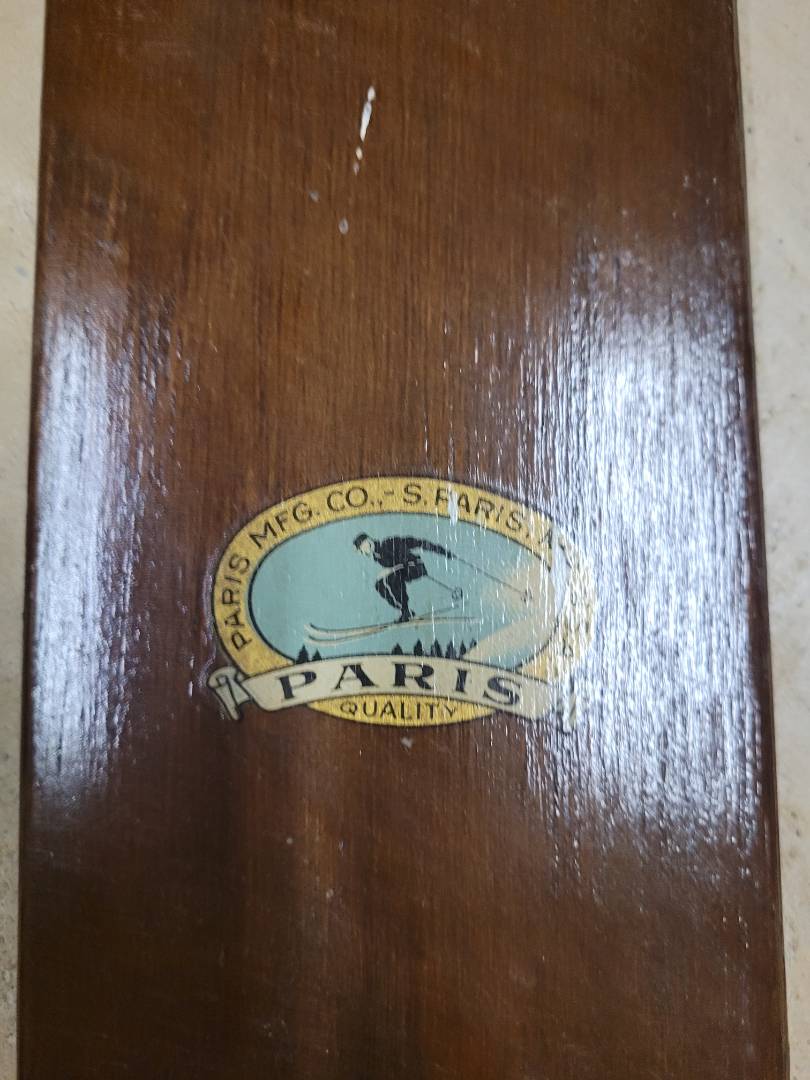 PARIS MFG. CO.,- S. PARIS,
PARIS
QUALITY